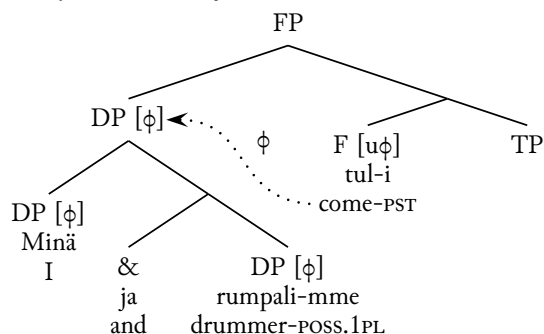 FP
DP [ϕ]
ϕ
F [uϕ]
TP
tul-i
come-PST
DP [ϕ]
Minä
I
&
ja
and
DP [ϕ]
rumpali-mme
drummer-POSS.1PL